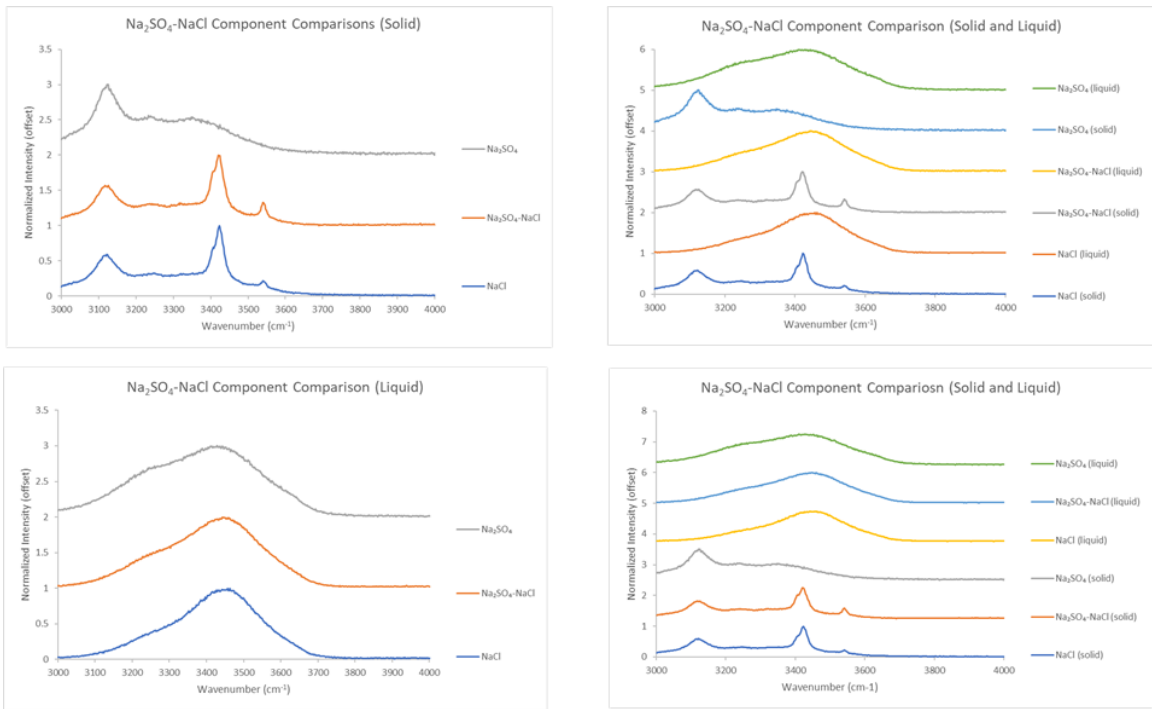 Na₂SO₄-NaCl Component Comparisons (Solid)
3.5
3
2.5
2
1.5
1
0.5
0
Normalized Intensity (offset)
3000 3100 3200 3300 3400 3500 3600 3700 3800 3900 4000
Wavenumber (cm⁻¹)
Na₂SO₄
Na₂SO₄-NaCl
NaCl
Na₂SO₄-NaCl Component Comparison (Solid and Liquid)
6
5
4
3
2
1
0
Normalized Intensity (offset)
3000 3200 3400 3600 3800 4000
Wavenumber (cm⁻¹)
Na₂SO₄ (liquid)
Na₂SO₄ (solid)
Na₂SO₄-NaCl (liquid)
Na₂SO₄-NaCl (solid)
NaCl (liquid)
NaCl (solid)
Na₂SO₄-NaCl Component Comparison (Liquid)
3.5
3
2.5
2
1.5
1
0.5
0
Normalized Intensity (offset)
3000 3100 3200 3300 3400 3500 3600 3700 3800 3900 4000
Wavenumber (cm⁻¹)
Na₂SO₄
Na₂SO₄-NaCl
NaCl
Na₂SO₄-NaCl Component Compariosn (Solid and Liquid)
8
7
6
5
4
3
2
1
0
Normalized Intensity (offset)
3000 3200 3400 3600 3800 4000
Wavenumber (cm-1)
Na₂SO₄ (liquid)
Na₂SO₄-NaCl (liquid)
NaCl (liquid)
Na₂SO₄ (solid)
Na₂SO₄-NaCl (solid)
NaCl (solid)